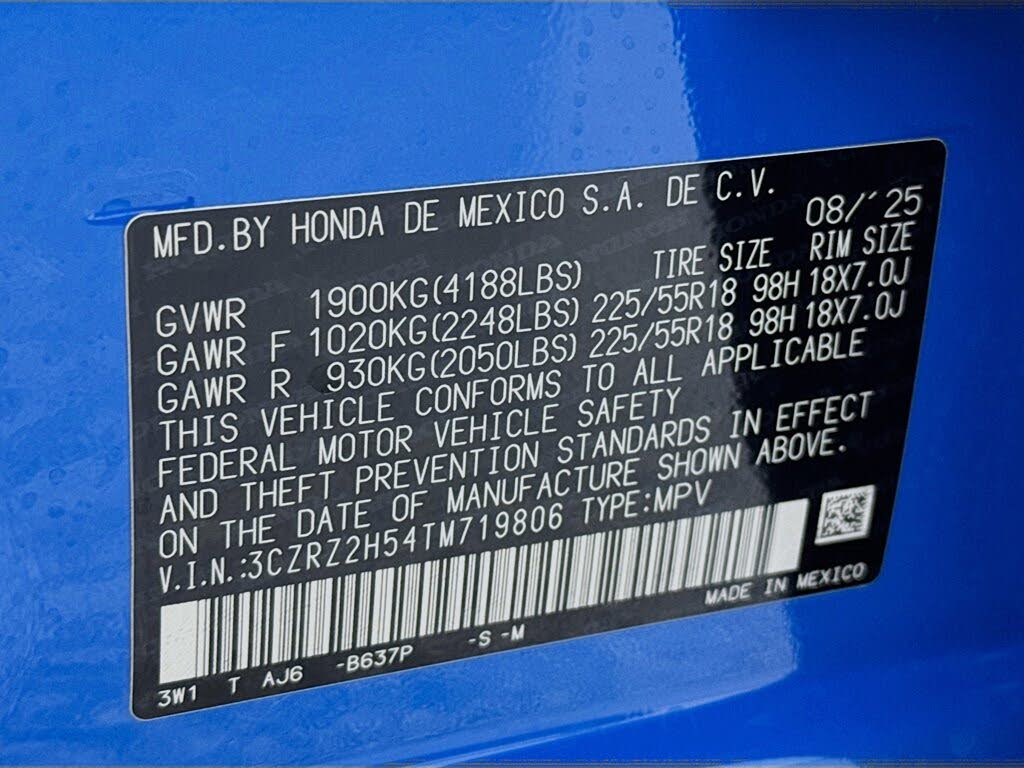 MFD.BY HONDA DE MEXICO S.A. DE C.V.
08/´25
TIRE SIZE RIM SIZE
GVWR 1900KG(4188LBS)
GAWR F 1020KG(2248LBS) 225/55R18 98H 18X7.0J
GAWR R 930KG(2050LBS) 225/55R18 98H 18X7.0J
THIS VEHICLE CONFORMS TO ALL APPLICABLE
FEDERAL MOTOR VEHICLE SAFETY
AND THEFT PREVENTION STANDARDS IN EFFECT
ON THE DATE OF MANUFACTURE SHOWN ABOVE.
V.I.N.:3CZRZ2H54TM719806 TYPE:MPV
MADE IN MEXICO
3W1 T AJ6 -B637P -S -M